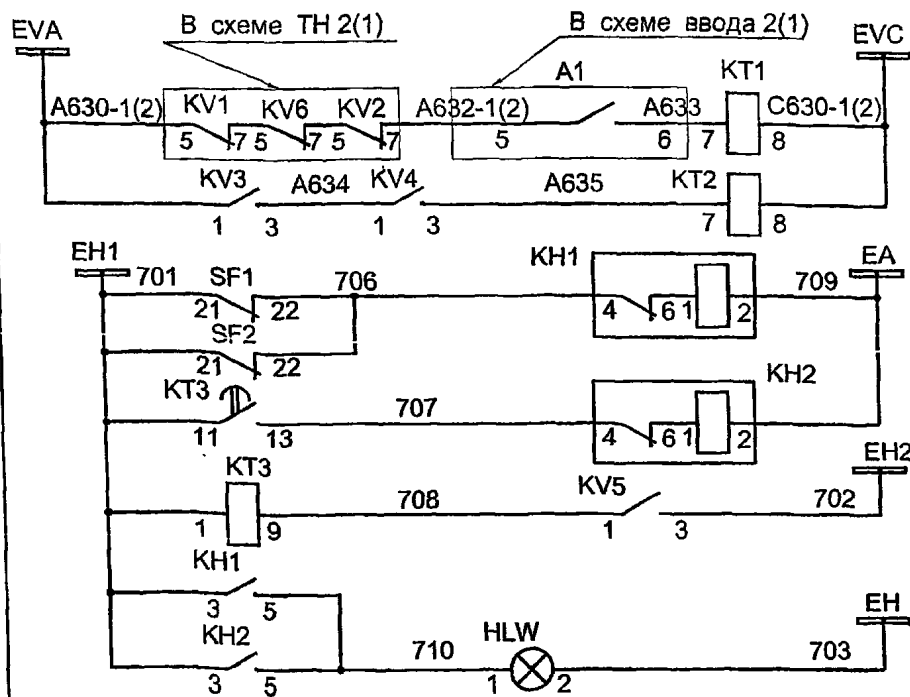 В схеме ТН 2(1)
В схеме ввода 2(1)
EVA
EVC
A1
KT1
A630-1(2)
KV1
KV6
KV2
A632-1(2)
A633
C630-1(2)
5
7
5
7
5
7
5
6
7
8
KV3
A634
KV4
A635
KT2
1
3
1
3
7
8
EH1
701
SF1
706
KH1
709
EA
21
22
4
6
1
2
SF2
21
22
KT3
707
KH2
11
13
4
6
1
2
KT3
708
KV5
702
EH2
1
9
1
3
KH1
3
5
KH2
710
HLW
703
EH
3
5
1
2